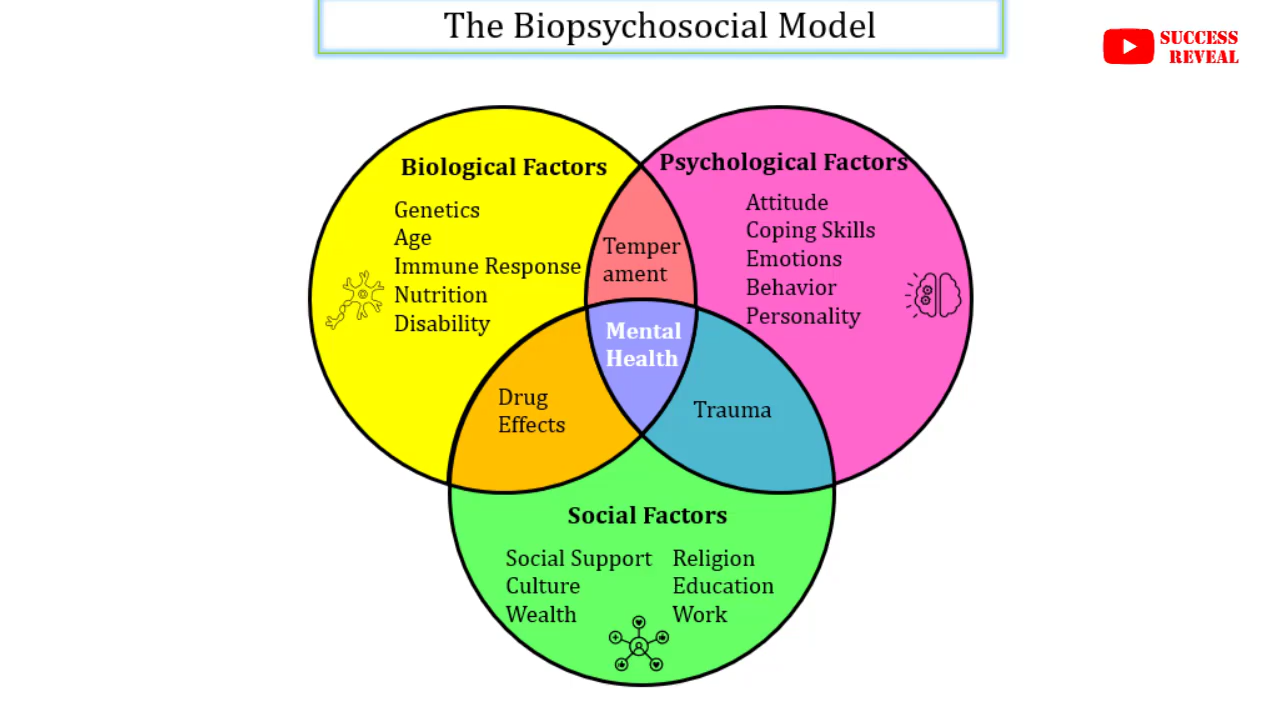 The Biopsychosocial Model
SUCCESS
REVEAL
Biological Factors
Genetics
Age
Immune Response
Nutrition
Disability
Psychological Factors
Attitude
Coping Skills
Emotions
Behavior
Personality
Temper
ament
Mental
Health
Drug
Effects
Trauma
Social Factors
Social Support
Culture
Wealth
Religion
Education
Work